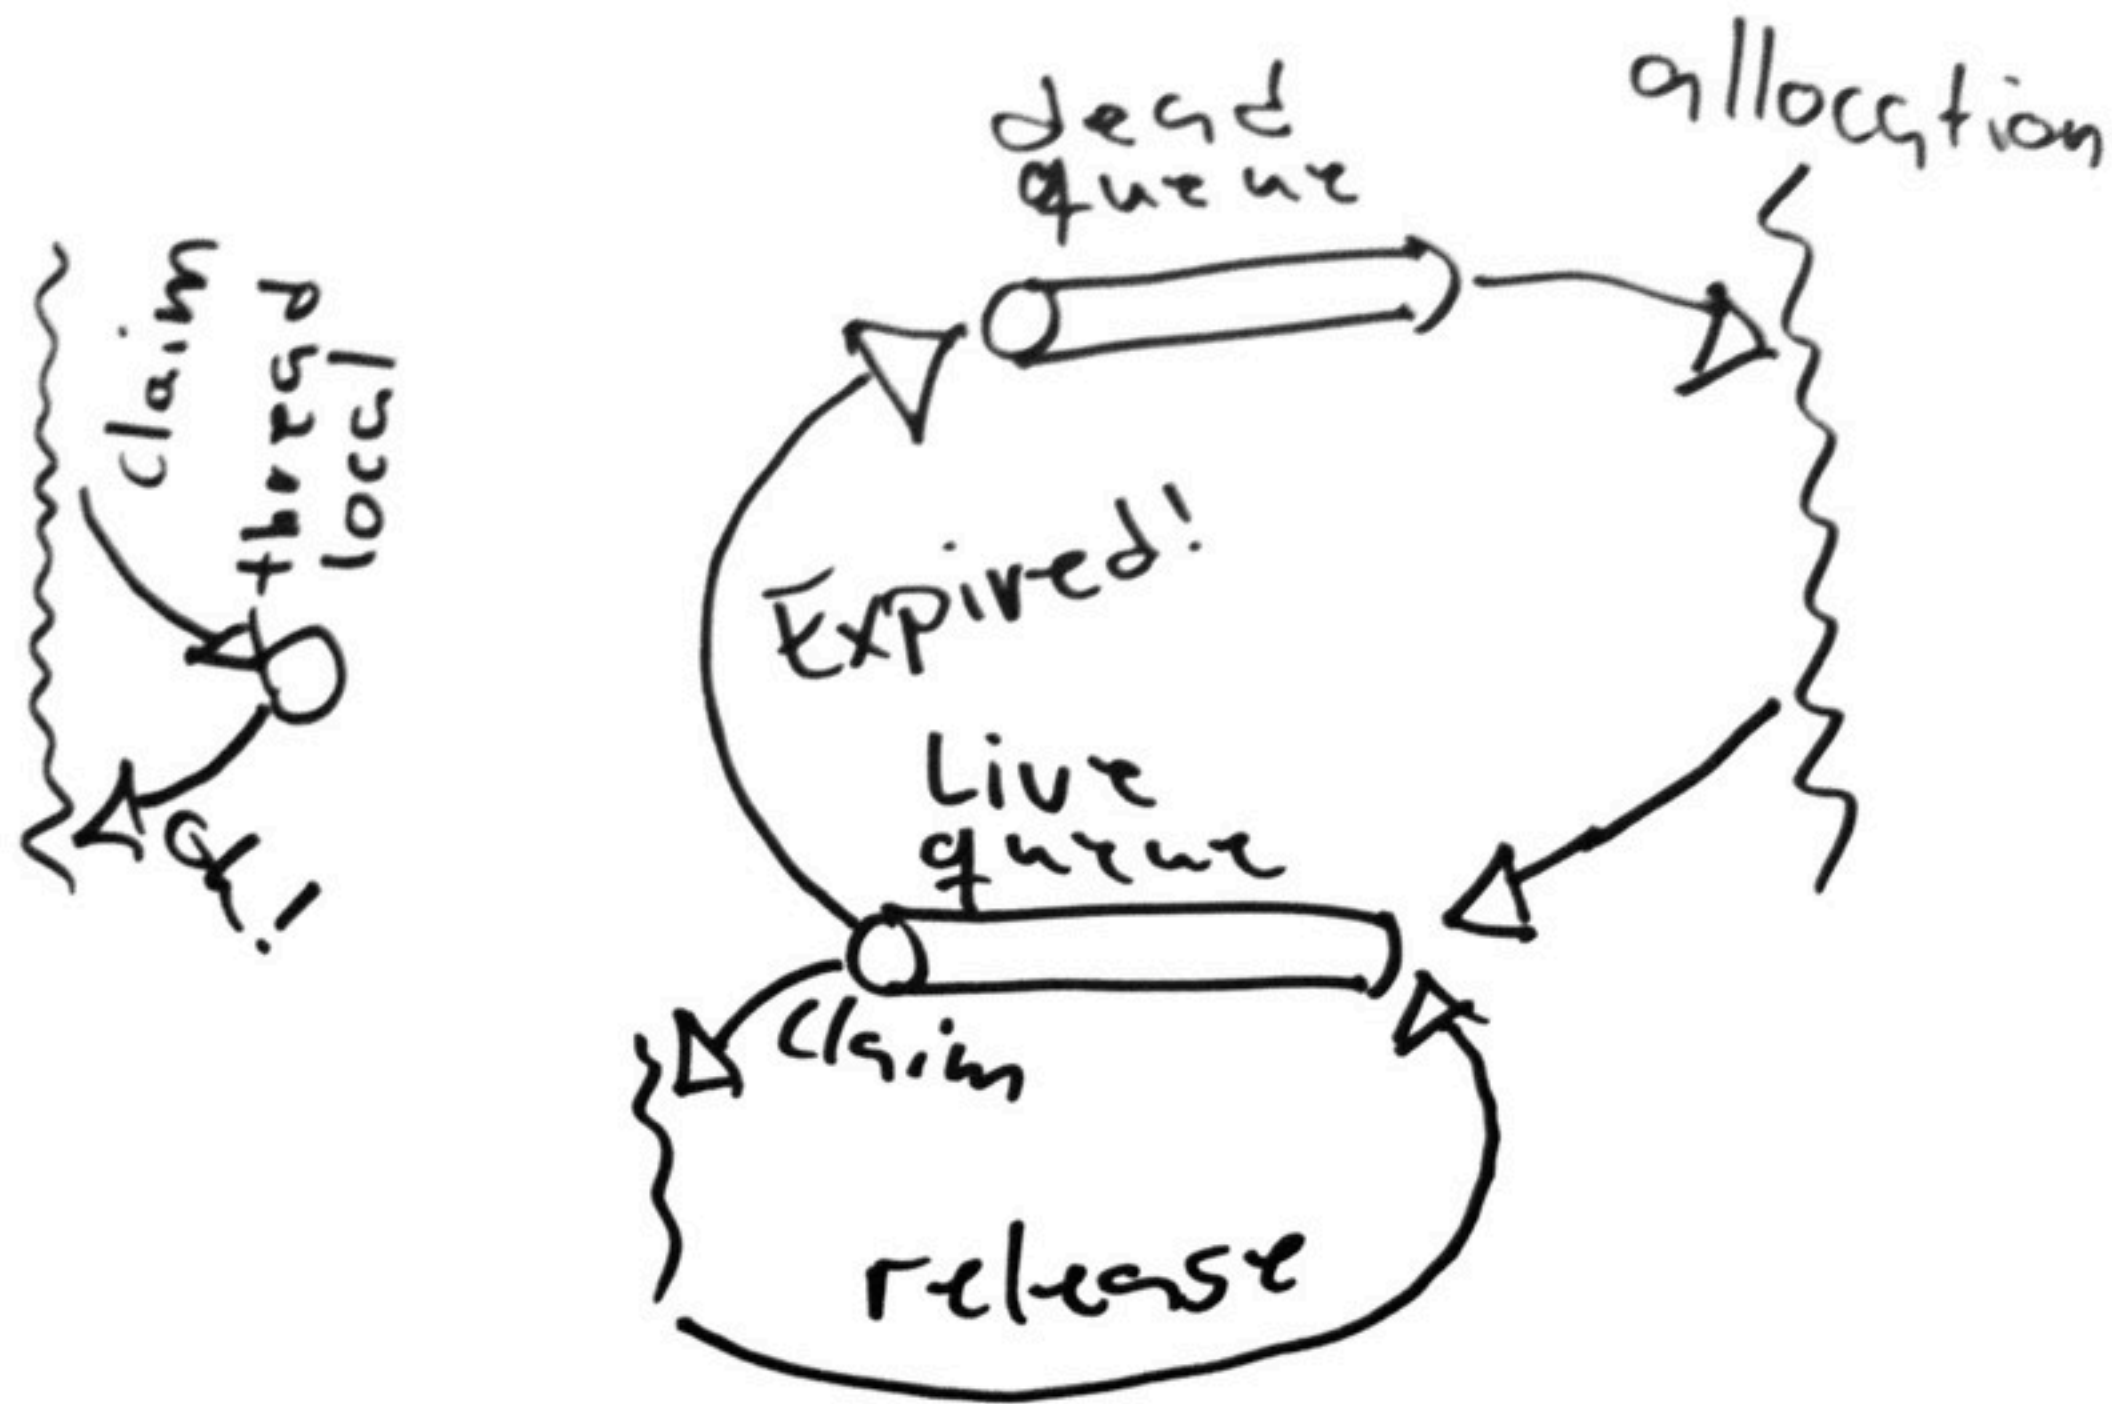 dead
queue
allocation
claim
thread
local
Expired!
Live
queue
ok!
claim
release